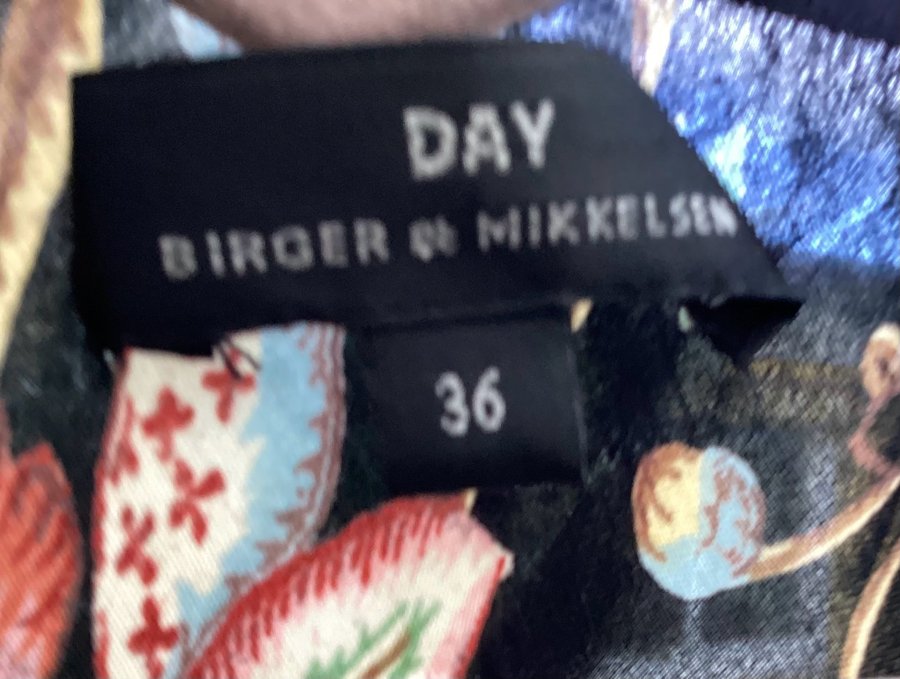 DAY
BIRGER et MIKKELSEN
36